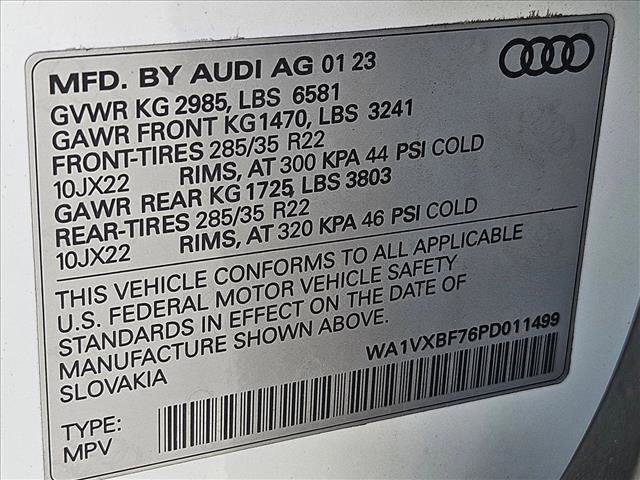 MFD. BY AUDI AG 01 23
GVWR KG 2985, LBS 6581
GAWR FRONT KG1470, LBS 3241
FRONT-TIRES 285/35 R22
10JX22 RIMS, AT 300 KPA 44 PSI COLD
GAWR REAR KG 1725 LBS 3803
REAR-TIRES 285/35 R22
10JX22 RIMS, AT 320 KPA 46 PSI COLD
THIS VEHICLE CONFORMS TO ALL APPLICABLE
U.S. FEDERAL MOTOR VEHICLE SAFETY
STANDARDS IN EFFECT ON THE DATE OF
MANUFACTURE SHOWN ABOVE.
SLOVAKIA
WA1VXBF76PD011499
TYPE:
MPV